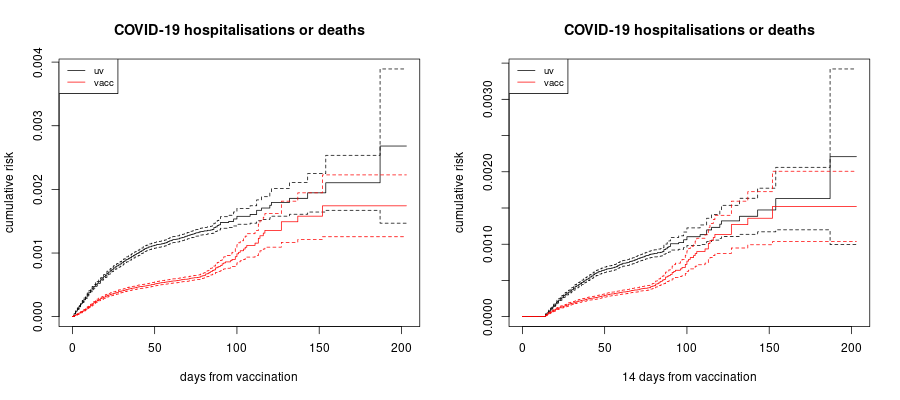 COVID-19 hospitalisations or deaths
uv
vacc
cumulative risk
0.000
0.001
0.002
0.003
0.004
0
50
100
150
200
days from vaccination
COVID-19 hospitalisations or deaths
uv
vacc
cumulative risk
0.0000
0.0010
0.0020
0.0030
0
50
100
150
200
14 days from vaccination